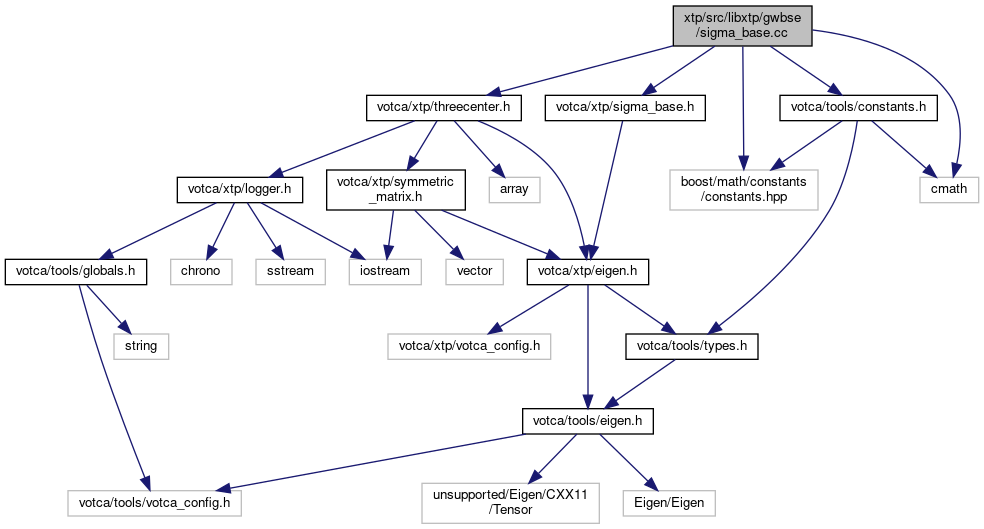 xtp/src/libxtp/gwbse
/sigma_base.cc
votca/xtp/threecenter.h
votca/xtp/sigma_base.h
votca/tools/constants.h
votca/xtp/logger.h
votca/xtp/symmetric
_matrix.h
array
boost/math/constants
/constants.hpp
cmath
votca/tools/globals.h
chrono
sstream
iostream
vector
votca/xtp/eigen.h
string
votca/xtp/votca_config.h
votca/tools/types.h
votca/tools/eigen.h
votca/tools/votca_config.h
unsupported/Eigen/CXX11
/Tensor
Eigen/Eigen